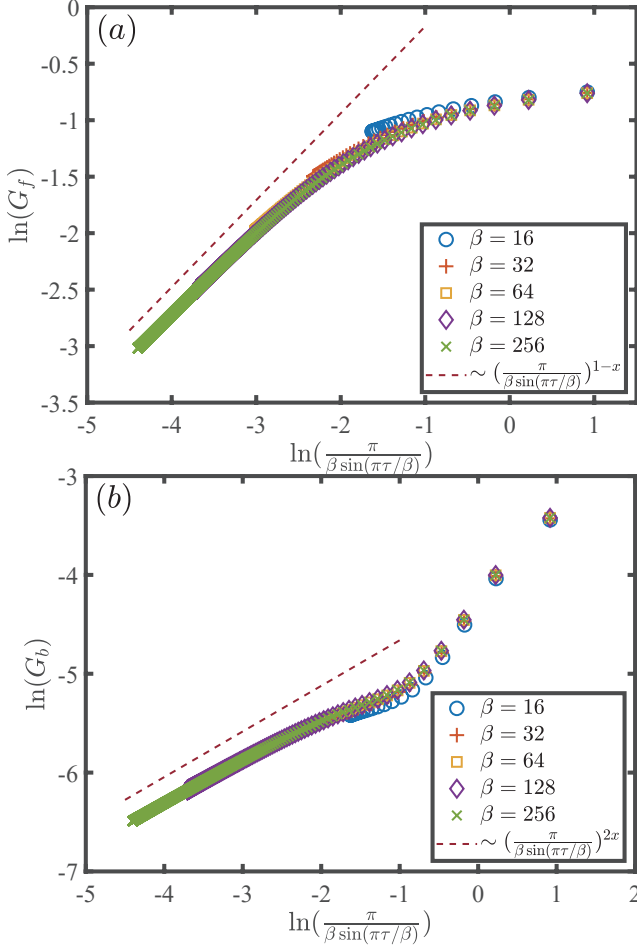 (a)
0
-0.5
-1
-1.5
-2
-2.5
-3
-3.5
ln(G_f)
β = 16
β = 32
β = 64
β = 128
β = 256
∼ (π/(β sin(πτ/β)))^{1−x}
-5 -4 -3 -2 -1 0 1
ln(π/(β sin(πτ/β)))
(b)
-3
-4
-5
-6
-7
ln(G_b)
β = 16
β = 32
β = 64
β = 128
β = 256
∼ (π/(β sin(πτ/β)))^{2x}
-5 -4 -3 -2 -1 0 1 2
ln(π/(β sin(πτ/β)))